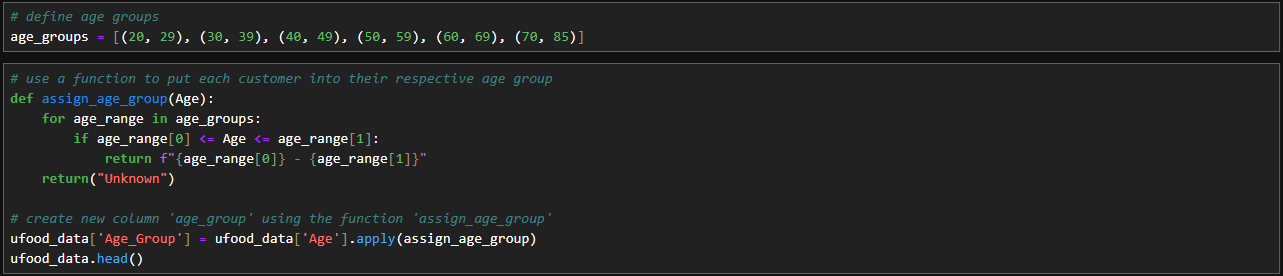 # define age groups
age_groups = [(20, 29), (30, 39), (40, 49), (50, 59), (60, 69), (70, 85)]
# use a function to put each customer into their respective age group
def assign_age_group(Age):
    for age_range in age_groups:
        if age_range[0] <= Age <= age_range[1]:
            return f"{age_range[0]} - {age_range[1]}"
    return("Unknown")
# create new column 'age_group' using the function 'assign_age_group'
ufood_data['Age_Group'] = ufood_data['Age'].apply(assign_age_group)
ufood_data.head()